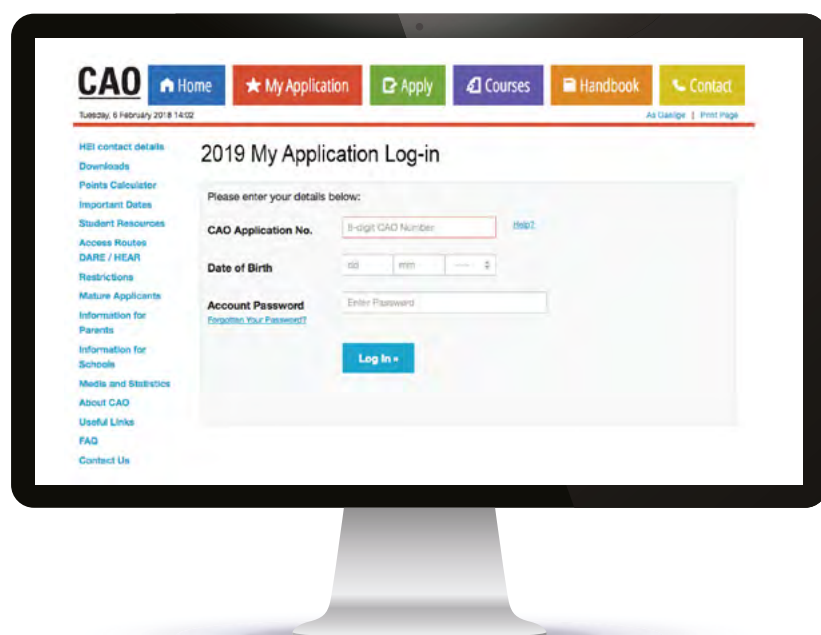 CAO Home My Application Apply Courses Handbook Contact
Tuesday, 6 February 2018 14:02
As Gaeilge | Print Page
HEI contact details
Downloads
Points Calculator
Important Dates
Student Resources
Access Routes
DARE / HEAR
Restrictions
Mature Applicants
Information for
Parents
Information for
Schools
Media and Statistics
About CAO
Useful Links
FAQ
Contact Us
2019 My Application Log-in
Please enter your details below:
CAO Application No. 8-digit CAO Number Help?
Date of Birth dd mm ----
Account Password Enter Password
Forgotten Your Password?
Log In »